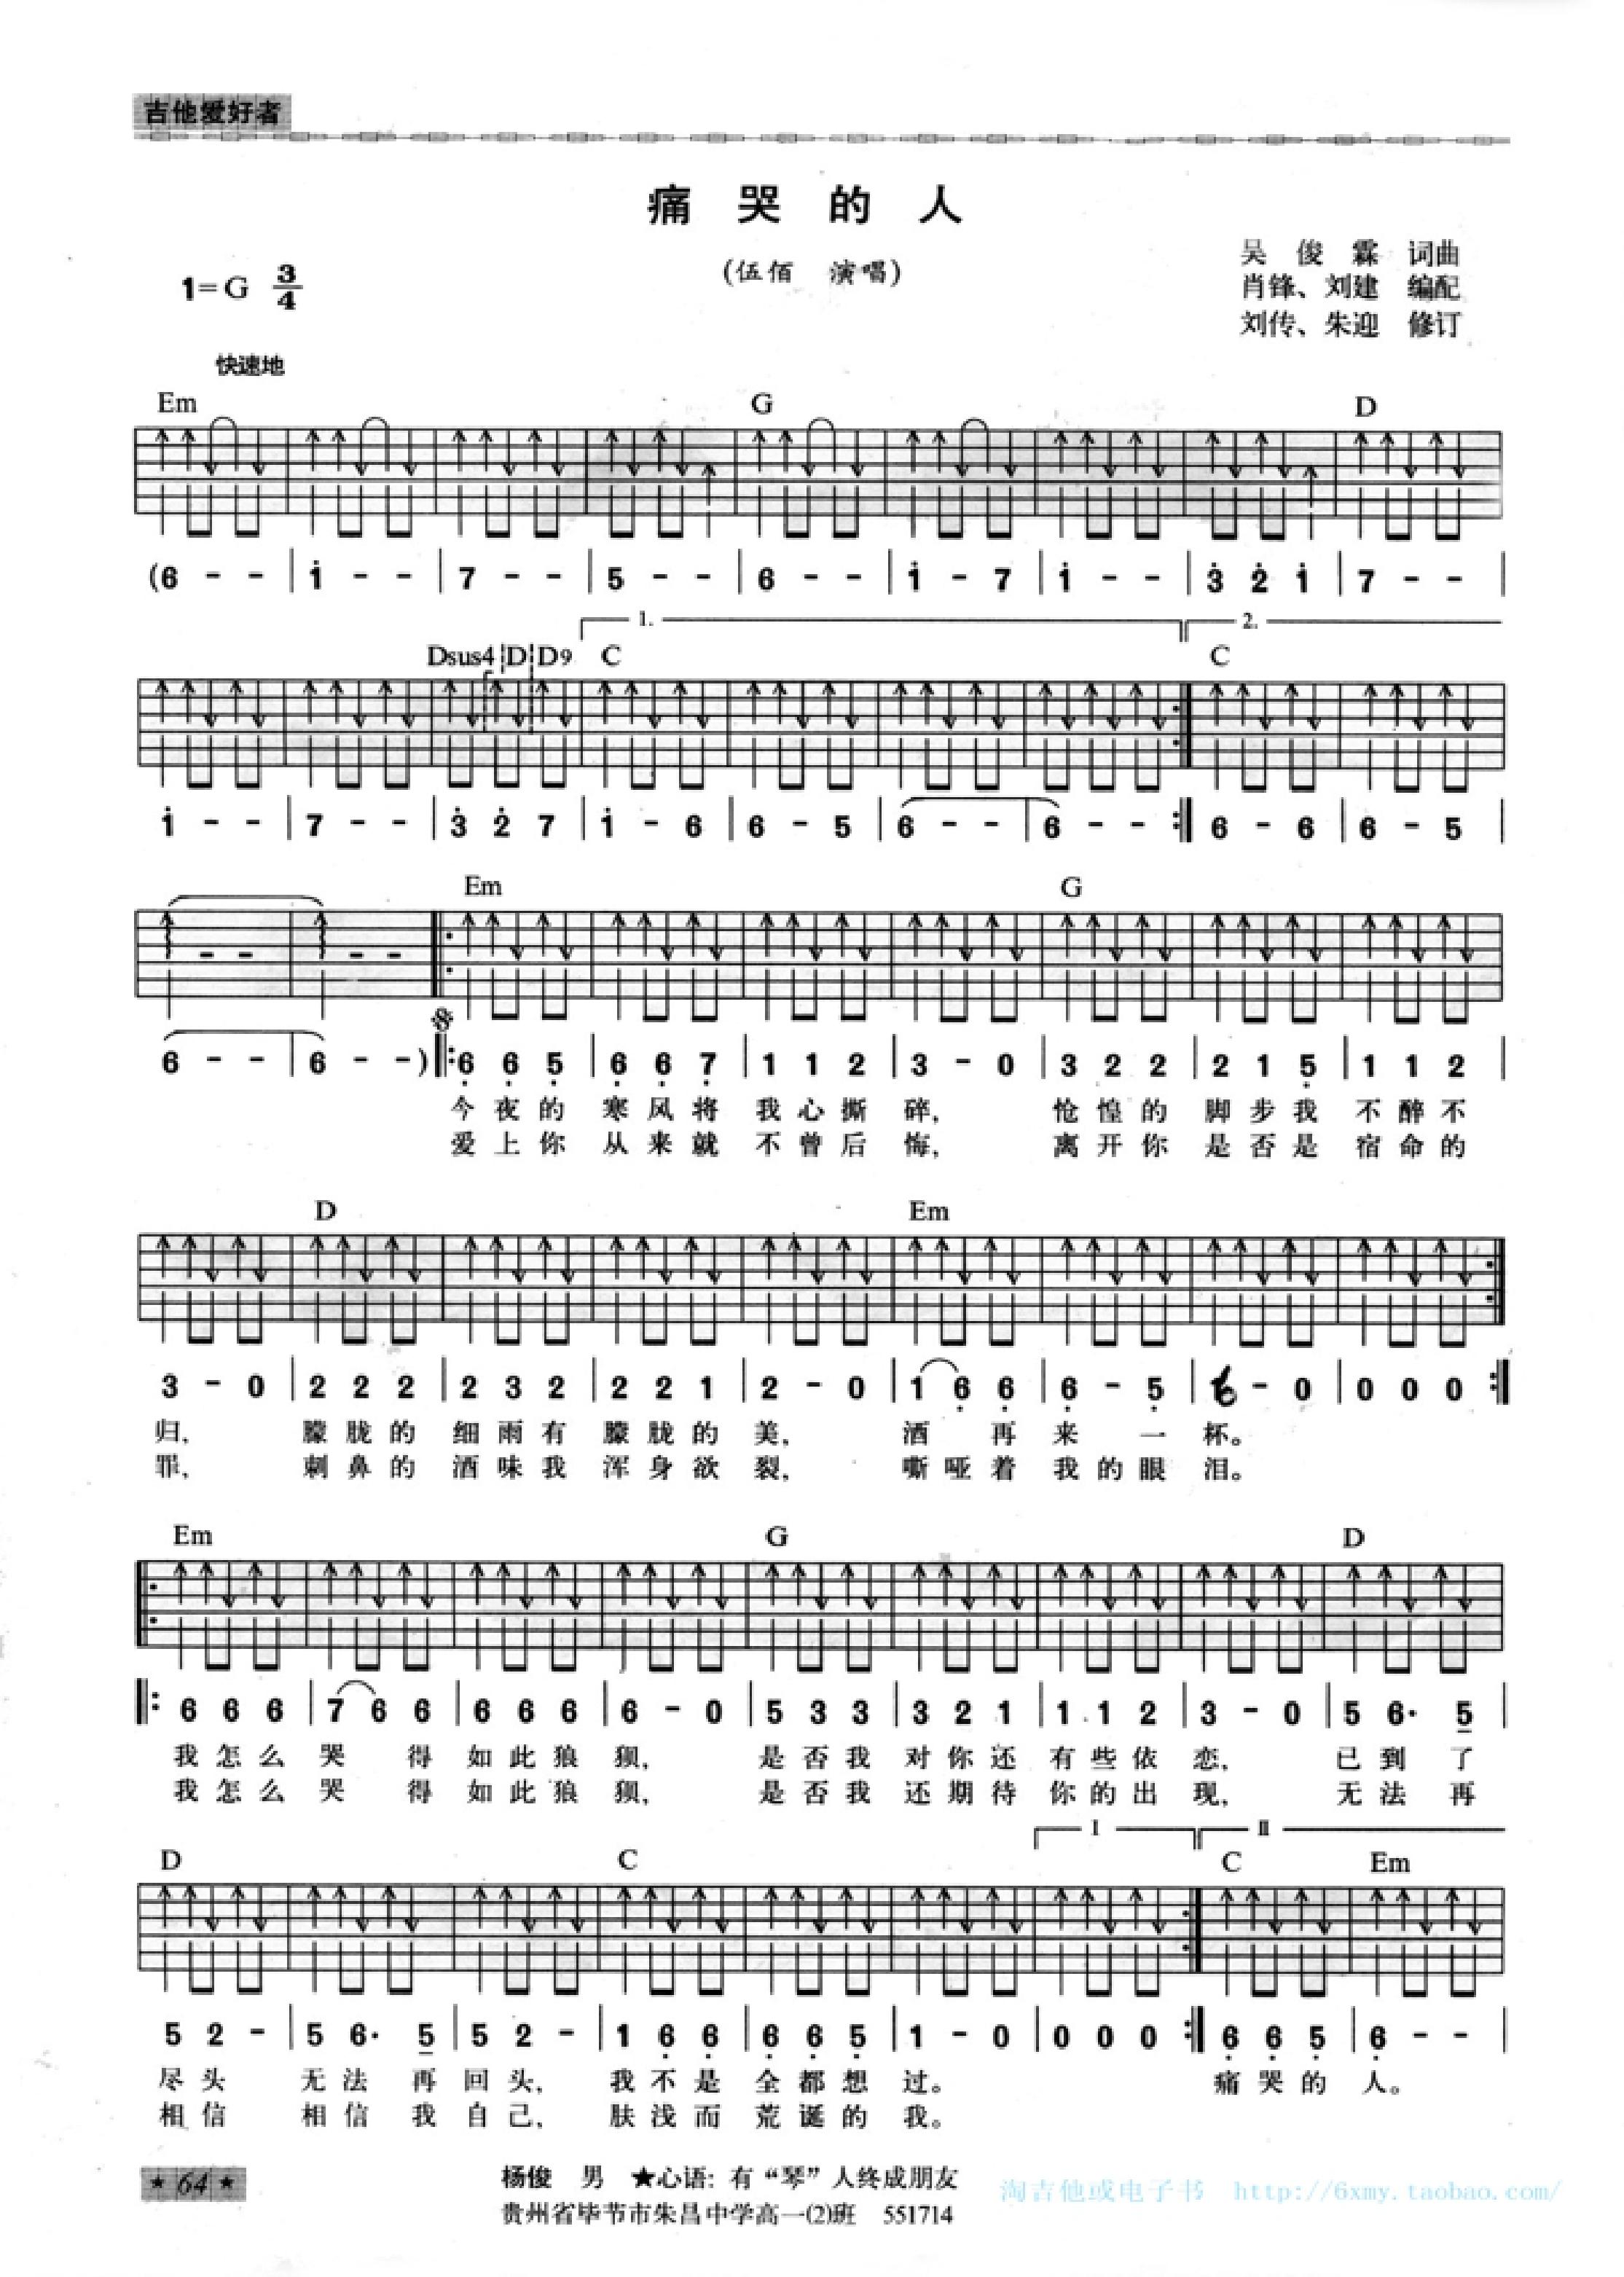 吉他爱好者
痛 哭 的 人
(伍佰 演唱)
1=G 3/4
吴 俊 霖 词曲
肖锋、刘建 编配
刘传、朱迎 修订
快速地
Em G D
(6 - - | 1 - - | 7 - - | 5 - - | 6 - - | 1 - 7 | 1 - - | 3 2 1 | 7 - - |
1. 2.
Dsus4 D D9 C C
1 - - | 7 - - | 3 2 7 | 1 - 6 | 6 - 5 | 6 - - | 6 - - :| 6 - 6 | 6 - 5 |
Em G
6 - - | 6 - - ) |: 6 6 5 | 6 6 7 | 1 1 2 | 3 - 0 | 3 2 2 | 2 1 5 | 1 1 2 |
今 夜 的 寒 风 将 我 心 撕 碎, 怆 惶 的 脚 步 我 不 醉 不
爱 上 你 从 来 就 不 曾 后 悔, 离 开 你 是 否 是 宿 命 的
D Em
3 - 0 | 2 2 2 | 2 3 2 | 2 2 1 | 2 - 0 | 1 6 6 | 6 - 5 | 6 - 0 | 0 0 0 :|
归, 朦 胧 的 细 雨 有 朦 胧 的 美, 酒 再 来 一 杯。
罪, 刺 鼻 的 酒 味 我 浑 身 欲 裂, 嘶 哑 着 我 的 眼 泪。
Em G D
|: 6 6 6 | 7 6 6 | 6 6 6 | 6 - 0 | 5 3 3 | 3 2 1 | 1 1 2 | 3 - 0 | 5 6· 5 |
我 怎 么 哭 得 如 此 狼 狈, 是 否 我 对 你 还 有 些 依 恋, 已 到 了
我 怎 么 哭 得 如 此 狼 狈, 是 否 我 还 期 待 你 的 出 现, 无 法 再
I II
D C C Em
5 2 - | 5 6· 5 | 5 2 - | 1 6 6 | 6 6 5 | 1 - 0 | 0 0 0 :| 6 6 5 | 6 - - |
尽 头 无 法 再 回 头, 我 不 是 全 都 想 过。 痛 哭 的 人。
相 信 相 信 我 自 己, 肤 浅 而 荒 诞 的 我。
★ 64 ★
杨俊 男 ★心语: 有“琴”人终成朋友
贵州省毕节市朱昌中学高一(2)班 551714
淘吉他或电子书 http://6xmy.taobao.com/